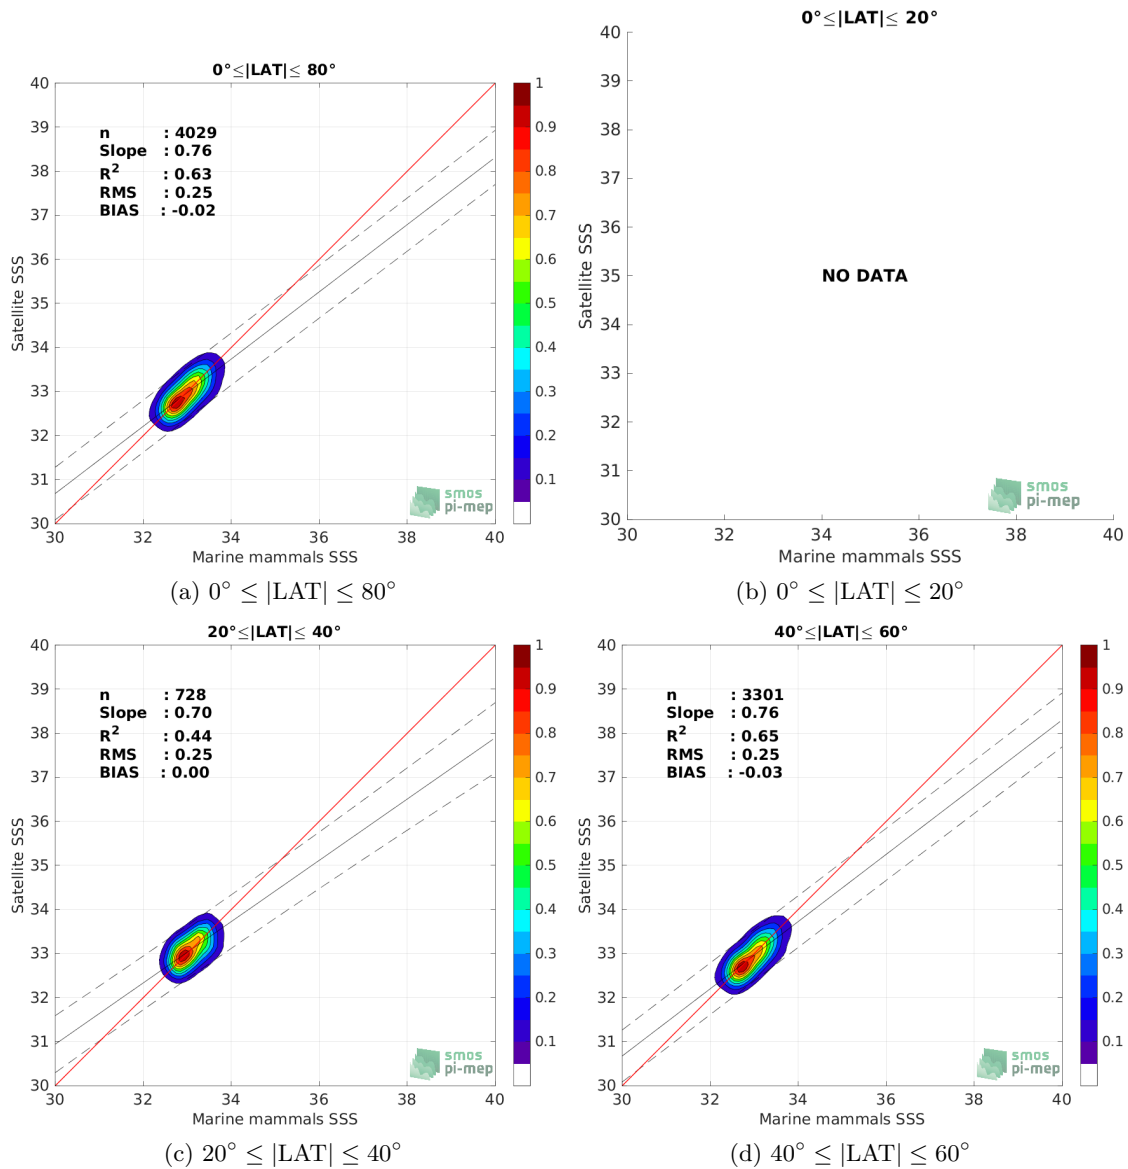 0°≤|LAT|≤ 80°
40
39
38
37
36
35
34
33
32
31
30
Satellite SSS
n : 4029
Slope : 0.76
R² : 0.63
RMS : 0.25
BIAS : -0.02
smos
pi-mep
30 32 34 36 38 40
Marine mammals SSS
1
0.9
0.8
0.7
0.6
0.5
0.4
0.3
0.2
0.1
(a) 0° ≤ |LAT| ≤ 80°
0°≤|LAT|≤ 20°
40
39
38
37
36
35
34
33
32
31
30
Satellite SSS
NO DATA
smos
pi-mep
30 32 34 36 38 40
Marine mammals SSS
(b) 0° ≤ |LAT| ≤ 20°
20°≤|LAT|≤ 40°
40
39
38
37
36
35
34
33
32
31
30
Satellite SSS
n : 728
Slope : 0.70
R² : 0.44
RMS : 0.25
BIAS : 0.00
smos
pi-mep
30 32 34 36 38 40
Marine mammals SSS
1
0.9
0.8
0.7
0.6
0.5
0.4
0.3
0.2
0.1
(c) 20° ≤ |LAT| ≤ 40°
40°≤|LAT|≤ 60°
40
39
38
37
36
35
34
33
32
31
30
Satellite SSS
n : 3301
Slope : 0.76
R² : 0.65
RMS : 0.25
BIAS : -0.03
smos
pi-mep
30 32 34 36 38 40
Marine mammals SSS
1
0.9
0.8
0.7
0.6
0.5
0.4
0.3
0.2
0.1
(d) 40° ≤ |LAT| ≤ 60°